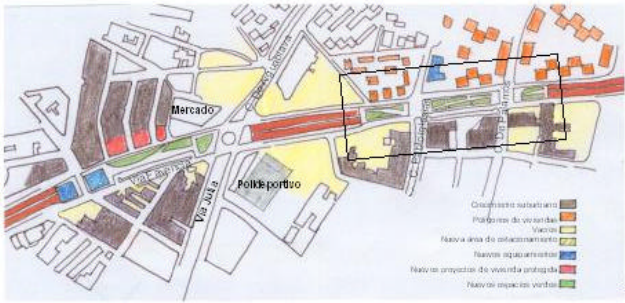 Mercado
Polideportivo
Vía Julia
Crecimiento suburbano
Polígonos de viviendas
Vacíos
Nueva área de estacionamiento
Nuevos equipamientos
Nuevos proyectos de vivienda protegida
Nuevos espacios verdes